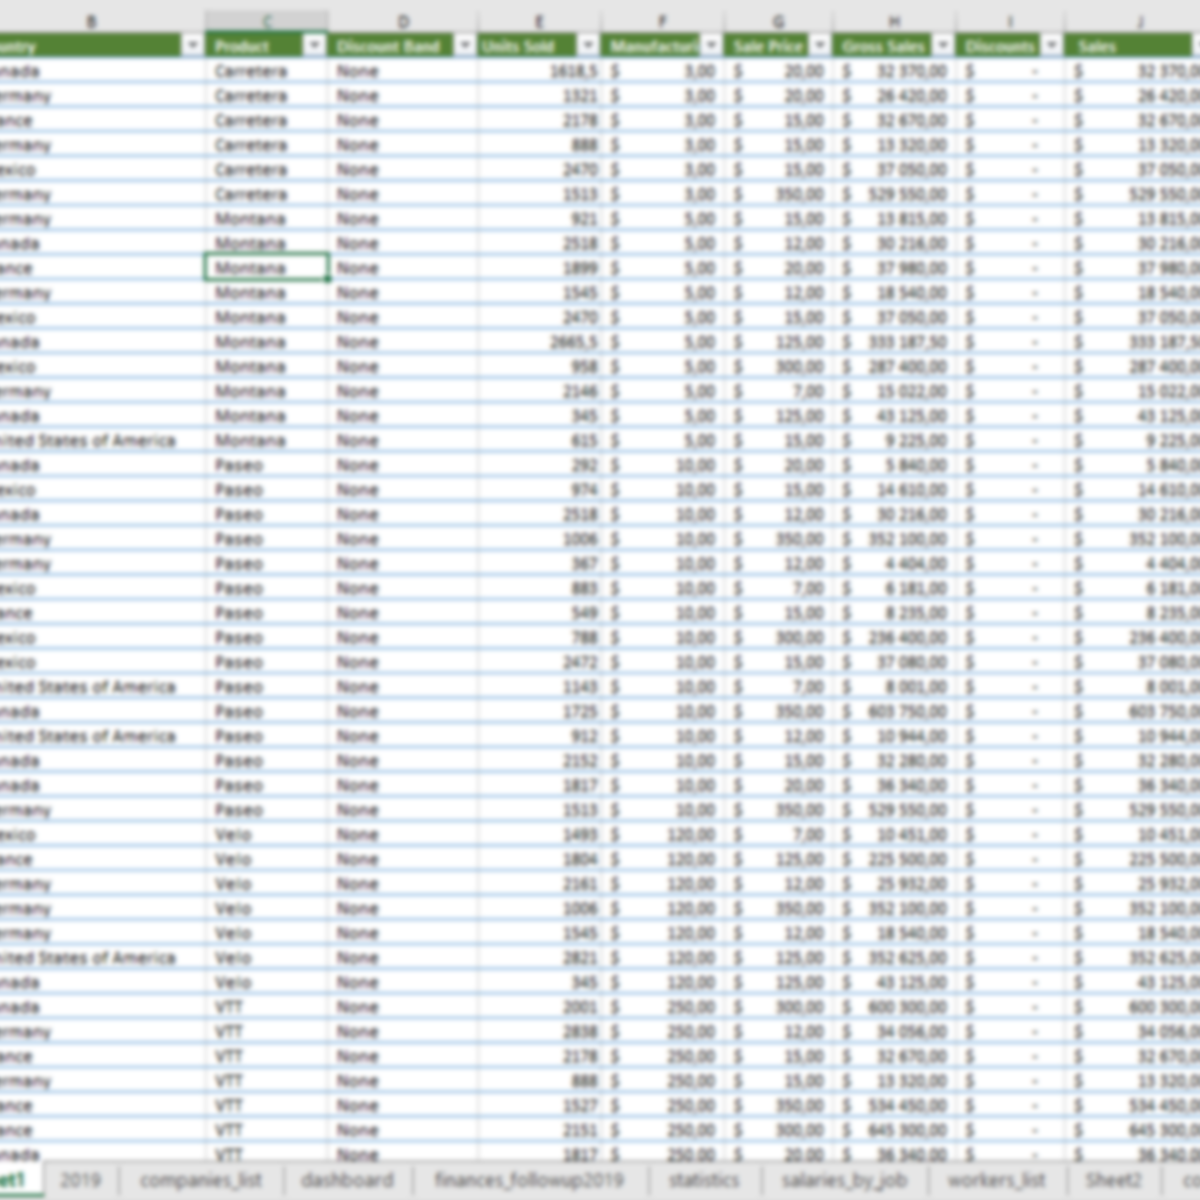 B C D E F G H I J
untry Product Discount Band Units Sold Manufacturi Sale Price Gross Sales Discounts Sales
nada Carretera None 1618,5 $ 3,00 $ 20,00 $ 32 370,00 $ - $ 32 370,0
ermany Carretera None 1321 $ 3,00 $ 20,00 $ 26 420,00 $ - $ 26 420,0
ance Carretera None 2178 $ 3,00 $ 15,00 $ 32 670,00 $ - $ 32 670,0
ermany Carretera None 888 $ 3,00 $ 15,00 $ 13 320,00 $ - $ 13 320,0
exico Carretera None 2470 $ 3,00 $ 15,00 $ 37 050,00 $ - $ 37 050,0
ermany Carretera None 1513 $ 3,00 $ 350,00 $ 529 550,00 $ - $ 529 550,0
ermany Montana None 921 $ 5,00 $ 15,00 $ 13 815,00 $ - $ 13 815,0
nada Montana None 2518 $ 5,00 $ 12,00 $ 30 216,00 $ - $ 30 216,0
ance Montana None 1899 $ 5,00 $ 20,00 $ 37 980,00 $ - $ 37 980,0
ermany Montana None 1545 $ 5,00 $ 12,00 $ 18 540,00 $ - $ 18 540,0
exico Montana None 2470 $ 5,00 $ 15,00 $ 37 050,00 $ - $ 37 050,0
nada Montana None 2665,5 $ 5,00 $ 125,00 $ 333 187,50 $ - $ 333 187,5
exico Montana None 958 $ 5,00 $ 300,00 $ 287 400,00 $ - $ 287 400,0
ermany Montana None 2146 $ 5,00 $ 7,00 $ 15 022,00 $ - $ 15 022,0
nada Montana None 345 $ 5,00 $ 125,00 $ 43 125,00 $ - $ 43 125,0
nited States of America Montana None 615 $ 5,00 $ 15,00 $ 9 225,00 $ - $ 9 225,0
nada Paseo None 292 $ 10,00 $ 20,00 $ 5 840,00 $ - $ 5 840,0
exico Paseo None 974 $ 10,00 $ 15,00 $ 14 610,00 $ - $ 14 610,0
nada Paseo None 2518 $ 10,00 $ 12,00 $ 30 216,00 $ - $ 30 216,0
ermany Paseo None 1006 $ 10,00 $ 350,00 $ 352 100,00 $ - $ 352 100,0
ermany Paseo None 367 $ 10,00 $ 12,00 $ 4 404,00 $ - $ 4 404,0
exico Paseo None 883 $ 10,00 $ 7,00 $ 6 181,00 $ - $ 6 181,0
ance Paseo None 549 $ 10,00 $ 15,00 $ 8 235,00 $ - $ 8 235,0
exico Paseo None 788 $ 10,00 $ 300,00 $ 236 400,00 $ - $ 236 400,0
exico Paseo None 2472 $ 10,00 $ 15,00 $ 37 080,00 $ - $ 37 080,0
nited States of America Paseo None 1143 $ 10,00 $ 7,00 $ 8 001,00 $ - $ 8 001,0
nada Paseo None 1725 $ 10,00 $ 350,00 $ 603 750,00 $ - $ 603 750,0
nited States of America Paseo None 912 $ 10,00 $ 12,00 $ 10 944,00 $ - $ 10 944,0
nada Paseo None 2152 $ 10,00 $ 15,00 $ 32 280,00 $ - $ 32 280,0
nada Paseo None 1817 $ 10,00 $ 20,00 $ 36 340,00 $ - $ 36 340,0
ermany Paseo None 1513 $ 10,00 $ 350,00 $ 529 550,00 $ - $ 529 550,0
exico Velo None 1493 $ 120,00 $ 7,00 $ 10 451,00 $ - $ 10 451,0
ance Velo None 1804 $ 120,00 $ 125,00 $ 225 500,00 $ - $ 225 500,0
ermany Velo None 2161 $ 120,00 $ 12,00 $ 25 932,00 $ - $ 25 932,0
ermany Velo None 1006 $ 120,00 $ 350,00 $ 352 100,00 $ - $ 352 100,0
ermany Velo None 1545 $ 120,00 $ 12,00 $ 18 540,00 $ - $ 18 540,0
nited States of America Velo None 2821 $ 120,00 $ 125,00 $ 352 625,00 $ - $ 352 625,0
nada Velo None 345 $ 120,00 $ 125,00 $ 43 125,00 $ - $ 43 125,0
nada VTT None 2001 $ 250,00 $ 300,00 $ 600 300,00 $ - $ 600 300,0
ermany VTT None 2838 $ 250,00 $ 12,00 $ 34 056,00 $ - $ 34 056,0
ance VTT None 2178 $ 250,00 $ 15,00 $ 32 670,00 $ - $ 32 670,0
ermany VTT None 888 $ 250,00 $ 15,00 $ 13 320,00 $ - $ 13 320,0
ance VTT None 1527 $ 250,00 $ 350,00 $ 534 450,00 $ - $ 534 450,0
ance VTT None 2151 $ 250,00 $ 300,00 $ 645 300,00 $ - $ 645 300,0
nada VTT None 1817 $ 250,00 $ 20,00 $ 36 340,00 $ - $ 36 340,0
et1 2019 companies_list dashboard finances_followup2019 statistics salaries_by_job workers_list Sheet2 c